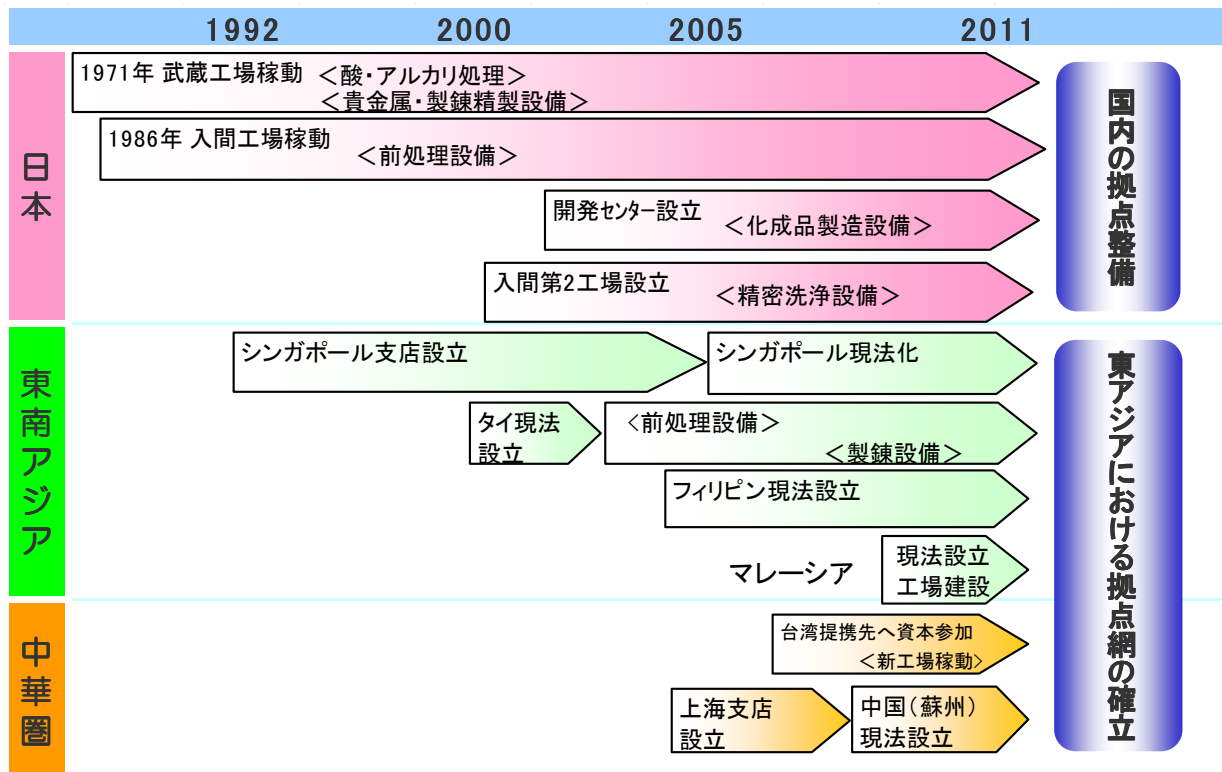 1992 2000 2005 2011
日本
1971年 武蔵工場稼動 <酸・アルカリ処理>
<貴金属・製錬精製設備>
1986年 入間工場稼動 <前処理設備>
開発センター設立 <化成品製造設備>
入間第2工場設立 <精密洗浄設備>
国内の拠点整備
東南アジア
シンガポール支店設立
シンガポール現法化
タイ現法
設立
<前処理設備>
<製錬設備>
フィリピン現法設立
マレーシア
現法設立
工場建設
中華圏
台湾提携先へ資本参加
<新工場稼動>
上海支店
設立
中国(蘇州)
現法設立
東アジアにおける拠点網の確立